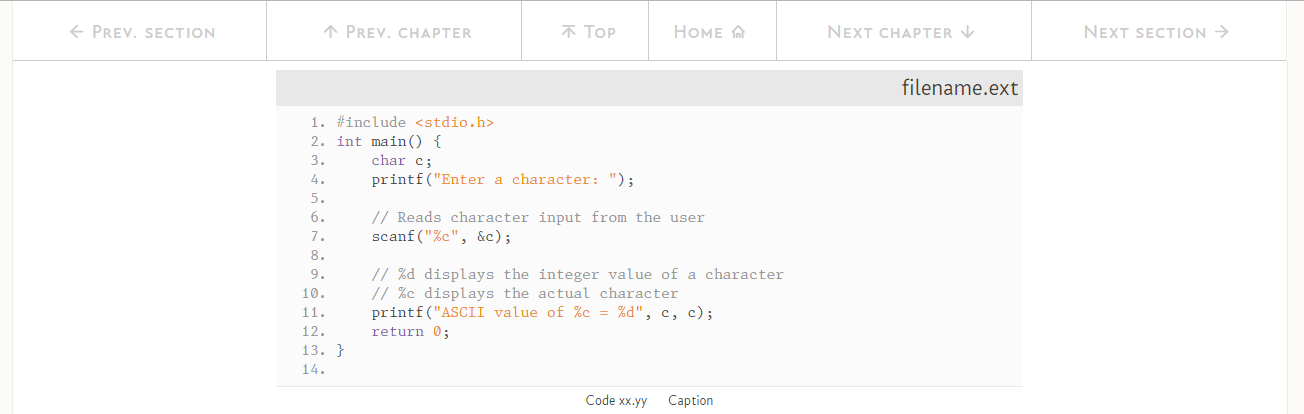 ← Prev. section ↑ Prev. chapter Top Home Next chapter ↓ Next section →
filename.ext
1. #include <stdio.h>
2. int main() {
3.     char c;
4.     printf("Enter a character: ");
5.
6.     // Reads character input from the user
7.     scanf("%c", &c);
8.
9.     // %d displays the integer value of a character
10.     // %c displays the actual character
11.     printf("ASCII value of %c = %d", c, c);
12.     return 0;
13. }
14.
Code xx.yy Caption